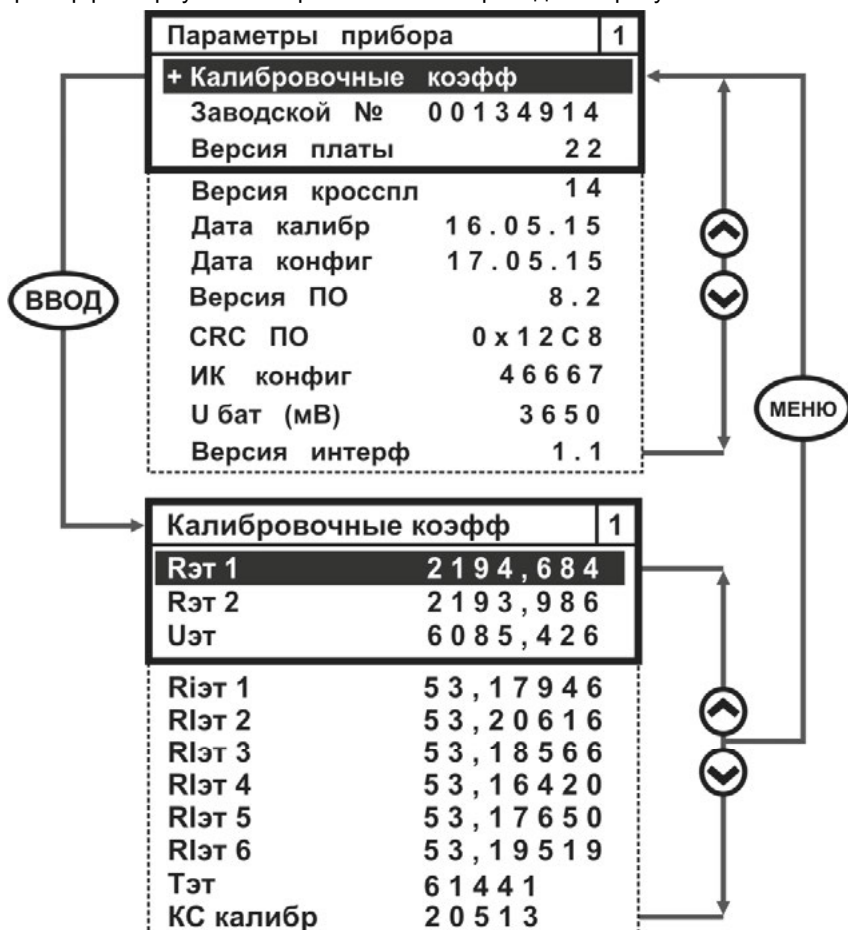 Параметры прибора 1
+ Калибровочные коэфф
Заводской № 00134914
Версия платы 22
Версия кросспл 14
Дата калибр 16.05.15
Дата конфиг 17.05.15
ВВОД
Версия ПО 8.2
CRC ПО 0x12C8
ИК конфиг 46667
U бат (мВ) 3650
МЕНЮ
Версия интерф 1.1
Калибровочные коэфф 1
Rэт 1 2194,684
Rэт 2 2193,986
Uэт 6085,426
Riэт 1 53,17946
RIэт 2 53,20616
RIэт 3 53,18566
RIэт 4 53,16420
RIэт 5 53,17650
RIэт 6 53,19519
Тэт 61441
КС калибр 20513